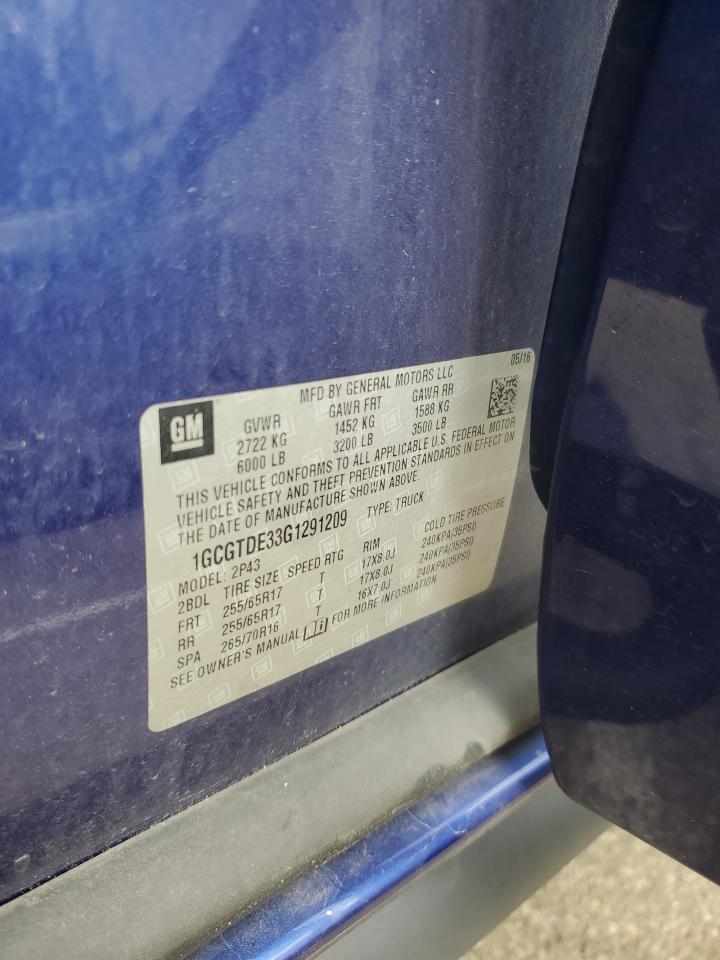 MFD BY GENERAL MOTORS LLC 05/16
GM
GVWR GAWR FRT GAWR RR
2722 KG 1452 KG 1588 KG
6000 LB 3200 LB 3500 LB
THIS VEHICLE CONFORMS TO ALL APPLICABLE U.S. FEDERAL MOTOR
VEHICLE SAFETY AND THEFT PREVENTION STANDARDS IN EFFECT ON
THE DATE OF MANUFACTURE SHOWN ABOVE.
1GCGTDE33G1291209 TYPE: TRUCK
MODEL: 2P43
2BDL TIRE SIZE SPEED RTG RIM COLD TIRE PRESSURE
FRT 255/65R17 T 17X8.0J 240KPA(35PSI)
RR 255/65R17 T 17X8.0J 240KPA(35PSI)
SPA 265/70R16 T 16X7.0J 240KPA(35PSI)
SEE OWNER'S MANUAL FOR MORE INFORMATION